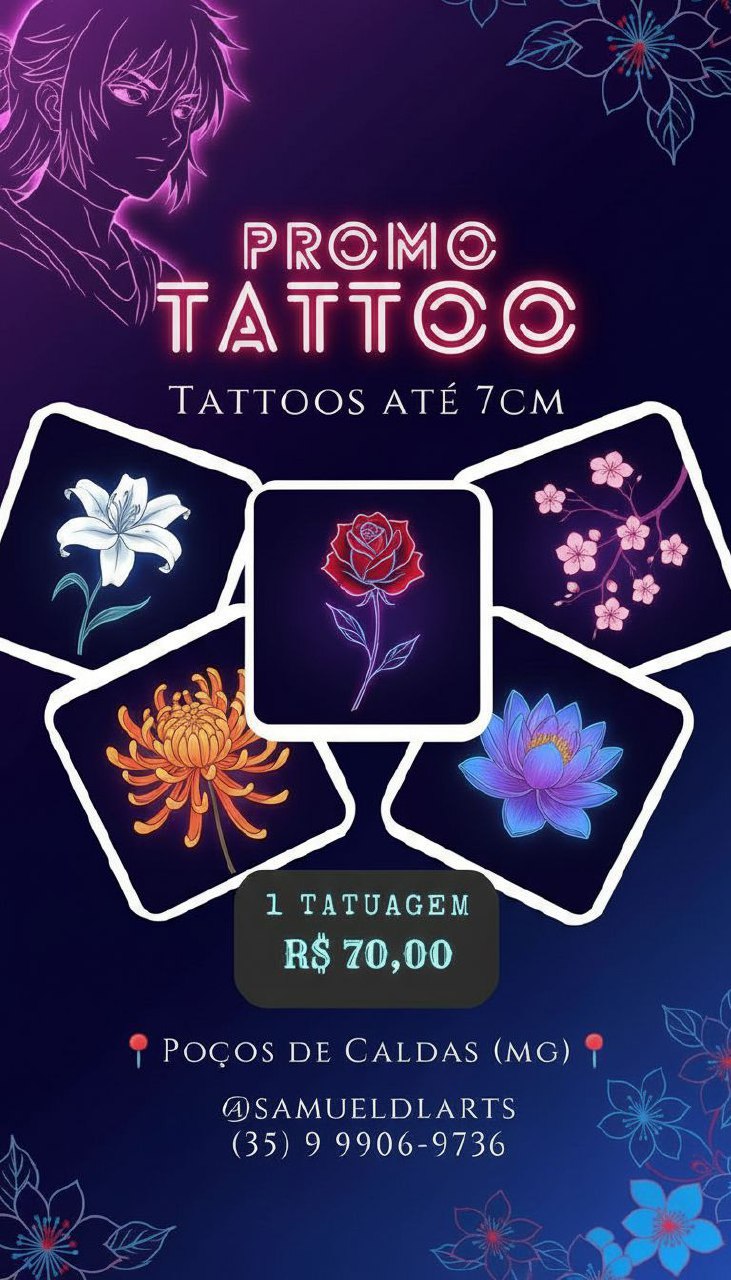 PROMO
TATTOO
TATTOOS ATÉ 7CM
1 TATUAGEM
R$ 70,00
📍 POÇOS DE CALDAS (MG) 📍
@SAMUELDLARTS
(35) 9 9906-9736